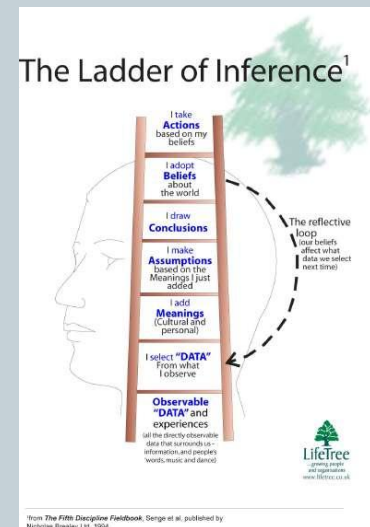 The Ladder of Inference¹
I take
Actions
based on my
beliefs
I adopt
Beliefs
about
the world
I draw
Conclusions
I make
Assumptions
based on the
Meanings I just
added
I add
Meanings
(Cultural and
personal)
I select "DATA"
From what
I observe
Observable
"DATA" and
experiences
(all the directly observable
data that surrounds us -
information, and people's
words, music and dance)
The reflective
loop
(our beliefs
affect what
data we select
next time)
LifeTree
...growing people
and organisations
www.lifetree.co.uk
¹from The Fifth Discipline Fieldbook, Senge et al, published by
Nicholas Brealey Ltd, 1994